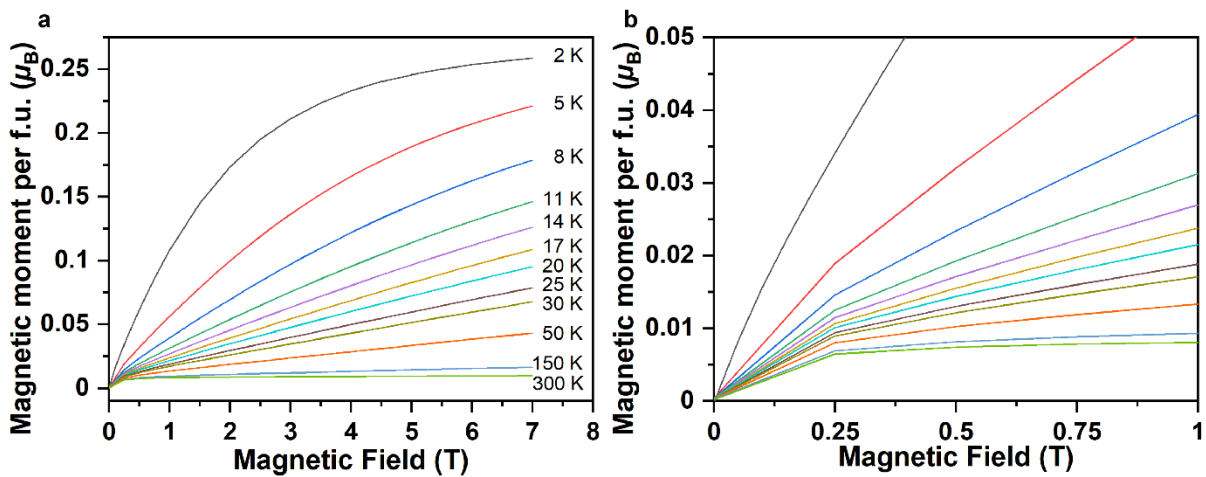 a
Magnetic moment per f.u. (μB)
0.25
0.2
0.15
0.1
0.05
0
2 K
5 K
8 K
11 K
14 K
17 K
20 K
25 K
30 K
50 K
150 K
300 K
0 1 2 3 4 5 6 7 8
Magnetic Field (T)
b
Magnetic moment per f.u. (μB)
0.05
0.04
0.03
0.02
0.01
0
0 0.25 0.5 0.75 1
Magnetic Field (T)